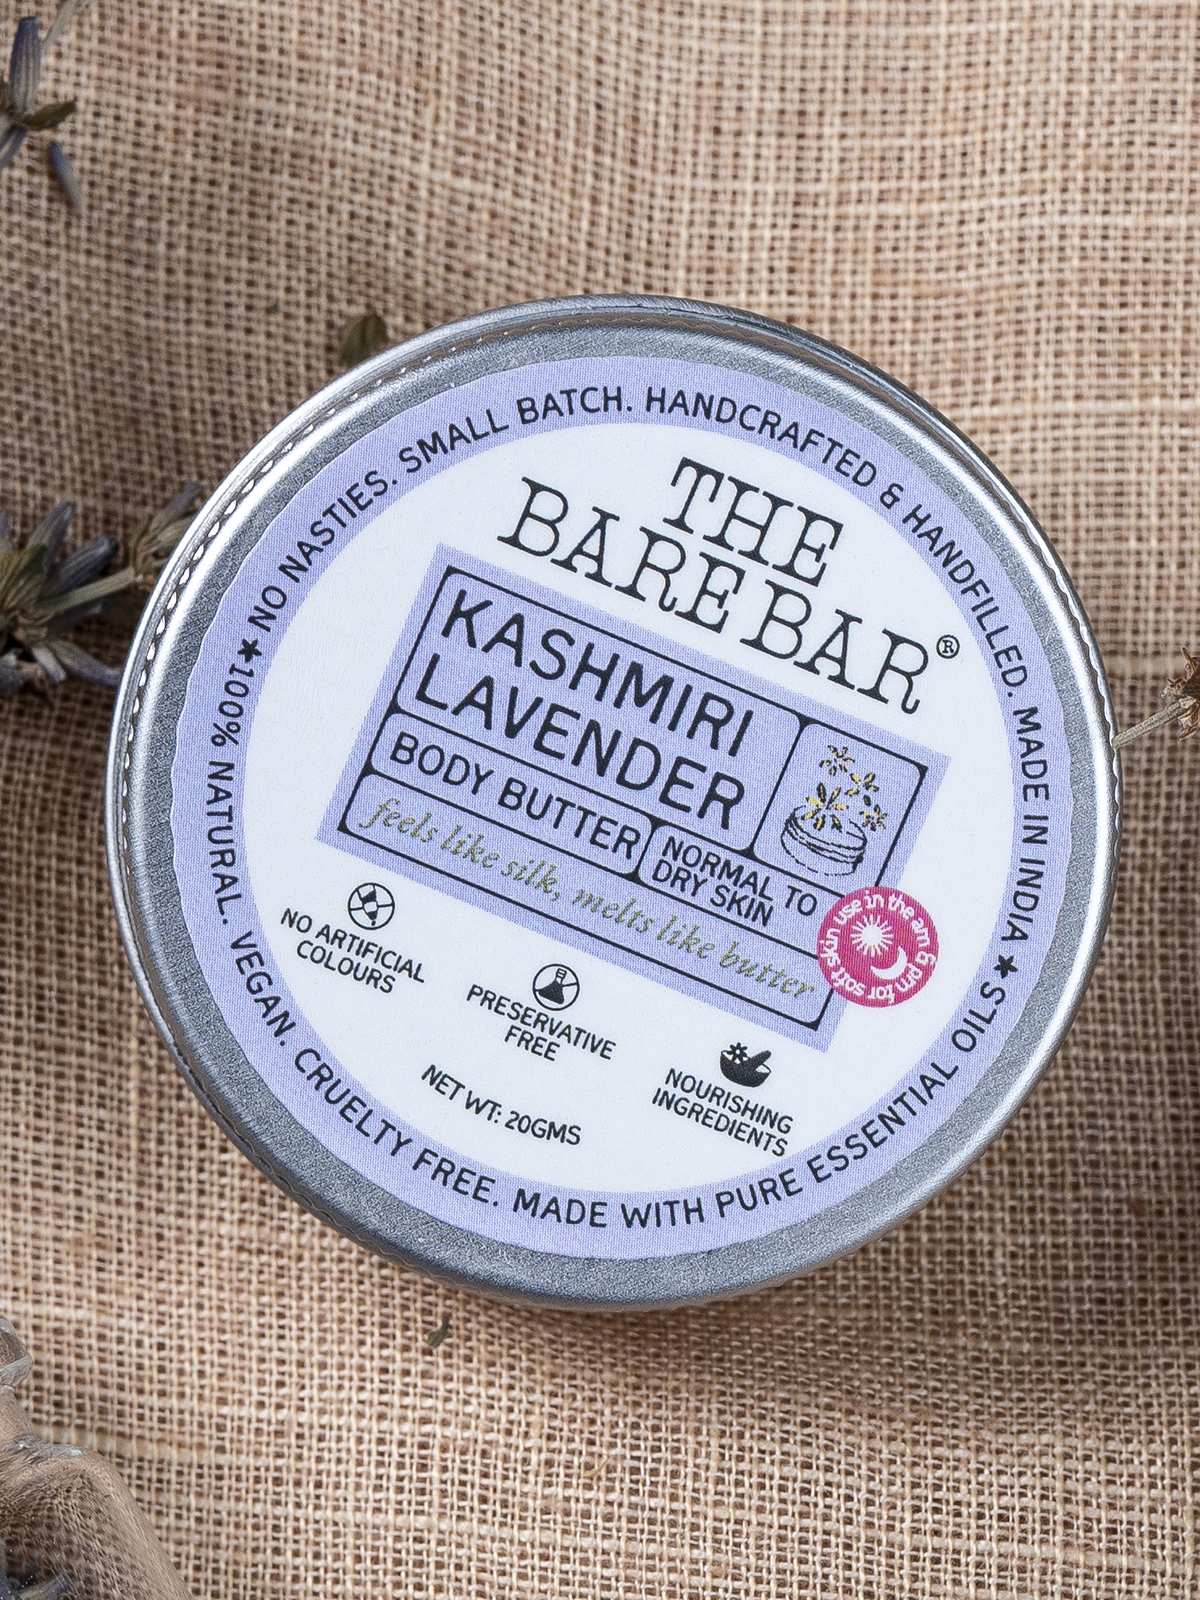 ★ NO NASTIES. SMALL BATCH. HANDCRAFTED & HANDFILLED. MADE IN INDIA ★
THE
BARE BAR®
KASHMIRI
LAVENDER
BODY BUTTER
NORMAL TO
DRY SKIN
feels like silk, melts like butter
use in the am & pm for soft skin
NO ARTIFICIAL
COLOURS
PRESERVATIVE
FREE
NOURISHING
INGREDIENTS
NET WT: 20GMS
100% NATURAL. VEGAN. CRUELTY FREE. MADE WITH PURE ESSENTIAL OILS